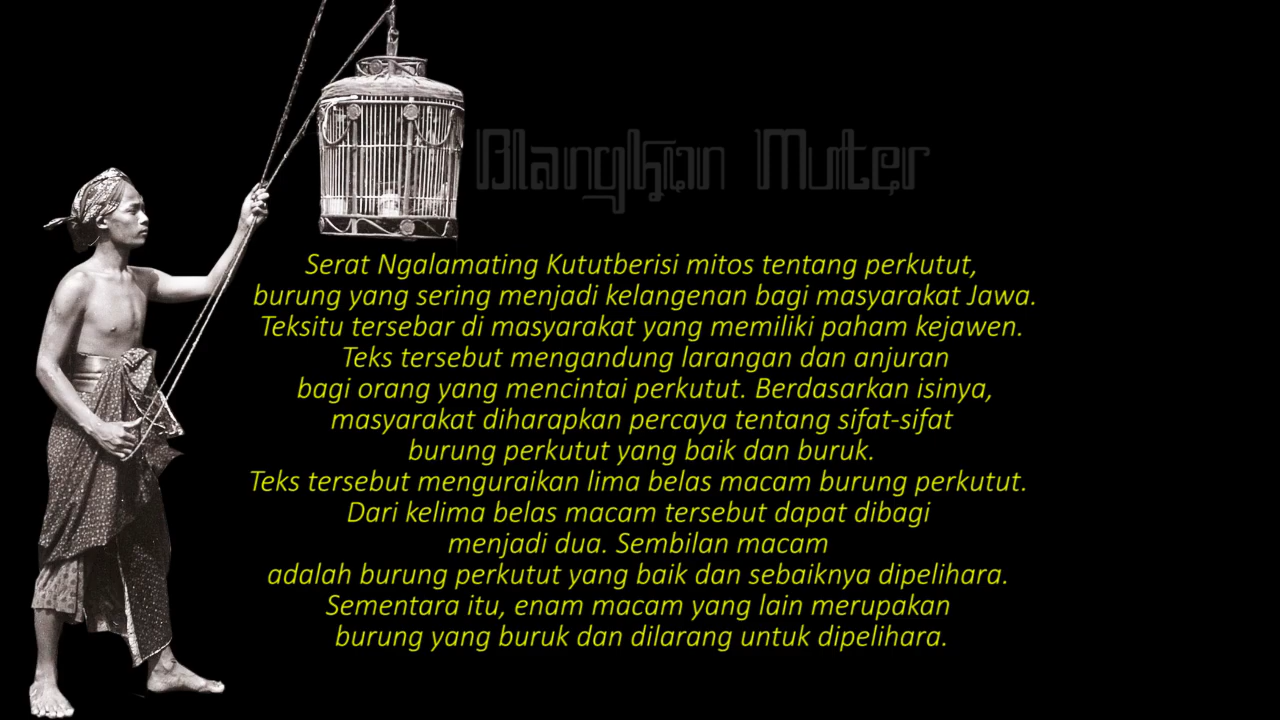 Blangkon Muter
Serat Ngalamating Kututberisi mitos tentang perkutut,
burung yang sering menjadi kelangenan bagi masyarakat Jawa.
Teksitu tersebar di masyarakat yang memiliki paham kejawen.
Teks tersebut mengandung larangan dan anjuran
bagi orang yang mencintai perkutut. Berdasarkan isinya,
masyarakat diharapkan percaya tentang sifat-sifat
burung perkutut yang baik dan buruk.
Teks tersebut menguraikan lima belas macam burung perkutut.
Dari kelima belas macam tersebut dapat dibagi
menjadi dua. Sembilan macam
adalah burung perkutut yang baik dan sebaiknya dipelihara.
Sementara itu, enam macam yang lain merupakan
burung yang buruk dan dilarang untuk dipelihara.